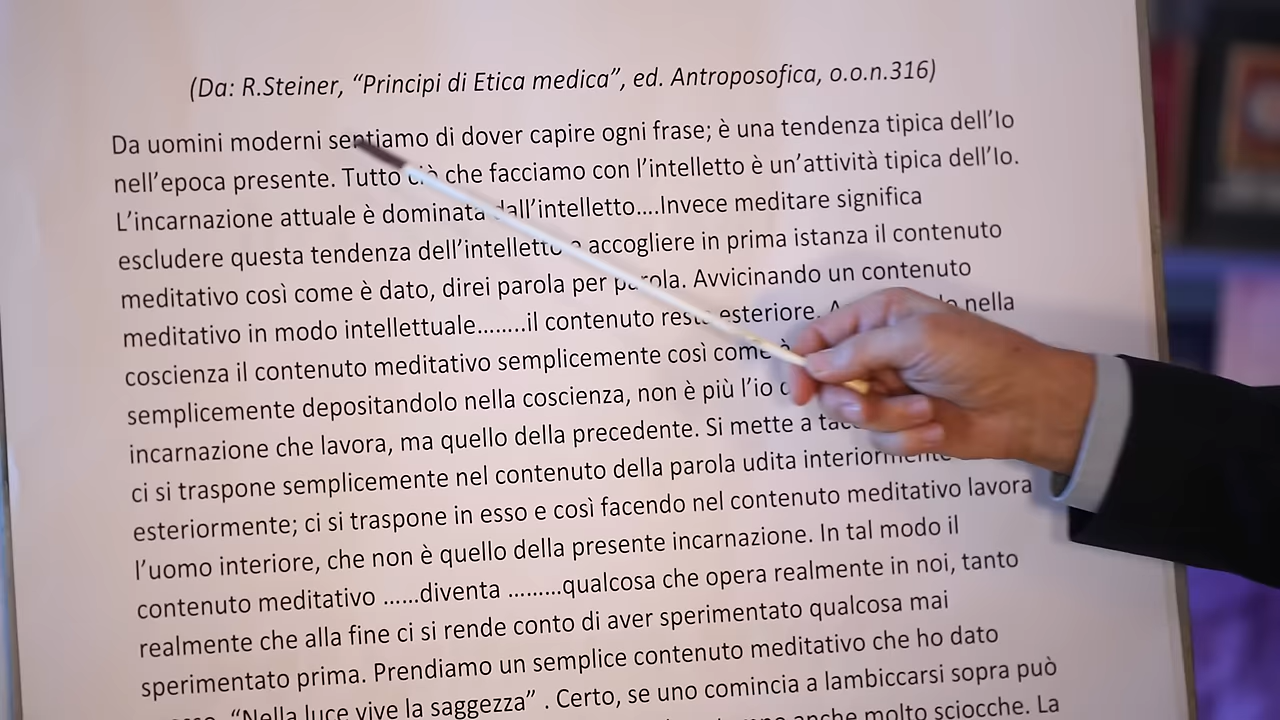 (Da: R.Steiner, “Principi di Etica medica”, ed. Antroposofica, o.o.n.316)
Da uomini moderni sentiamo di dover capire ogni frase; è una tendenza tipica dell’Io
nell’epoca presente. Tutto ciò che facciamo con l’intelletto è un’attività tipica dell’Io.
L’incarnazione attuale è dominata dall’intelletto....Invece meditare significa
escludere questa tendenza dell’intelletto e accogliere in prima istanza il contenuto
meditativo così come è dato, direi parola per parola. Avvicinando un contenuto
meditativo in modo intellettuale........il contenuto resta esteriore. nella
coscienza il contenuto meditativo semplicemente così come è
semplicemente depositandolo nella coscienza, non è più l’io
incarnazione che lavora, ma quello della precedente. Si mette a
ci si traspone semplicemente nel contenuto della parola udita interiormente
esteriormente; ci si traspone in esso e così facendo nel contenuto meditativo lavora
l’uomo interiore, che non è quello della presente incarnazione. In tal modo il
contenuto meditativo ......diventa .........qualcosa che opera realmente in noi, tanto
realmente che alla fine ci si rende conto di aver sperimentato qualcosa mai
sperimentato prima. Prendiamo un semplice contenuto meditativo che ho dato
“Nella luce vive la saggezza” . Certo, se uno comincia a lambiccarsi sopra può
anche molto sciocche. La